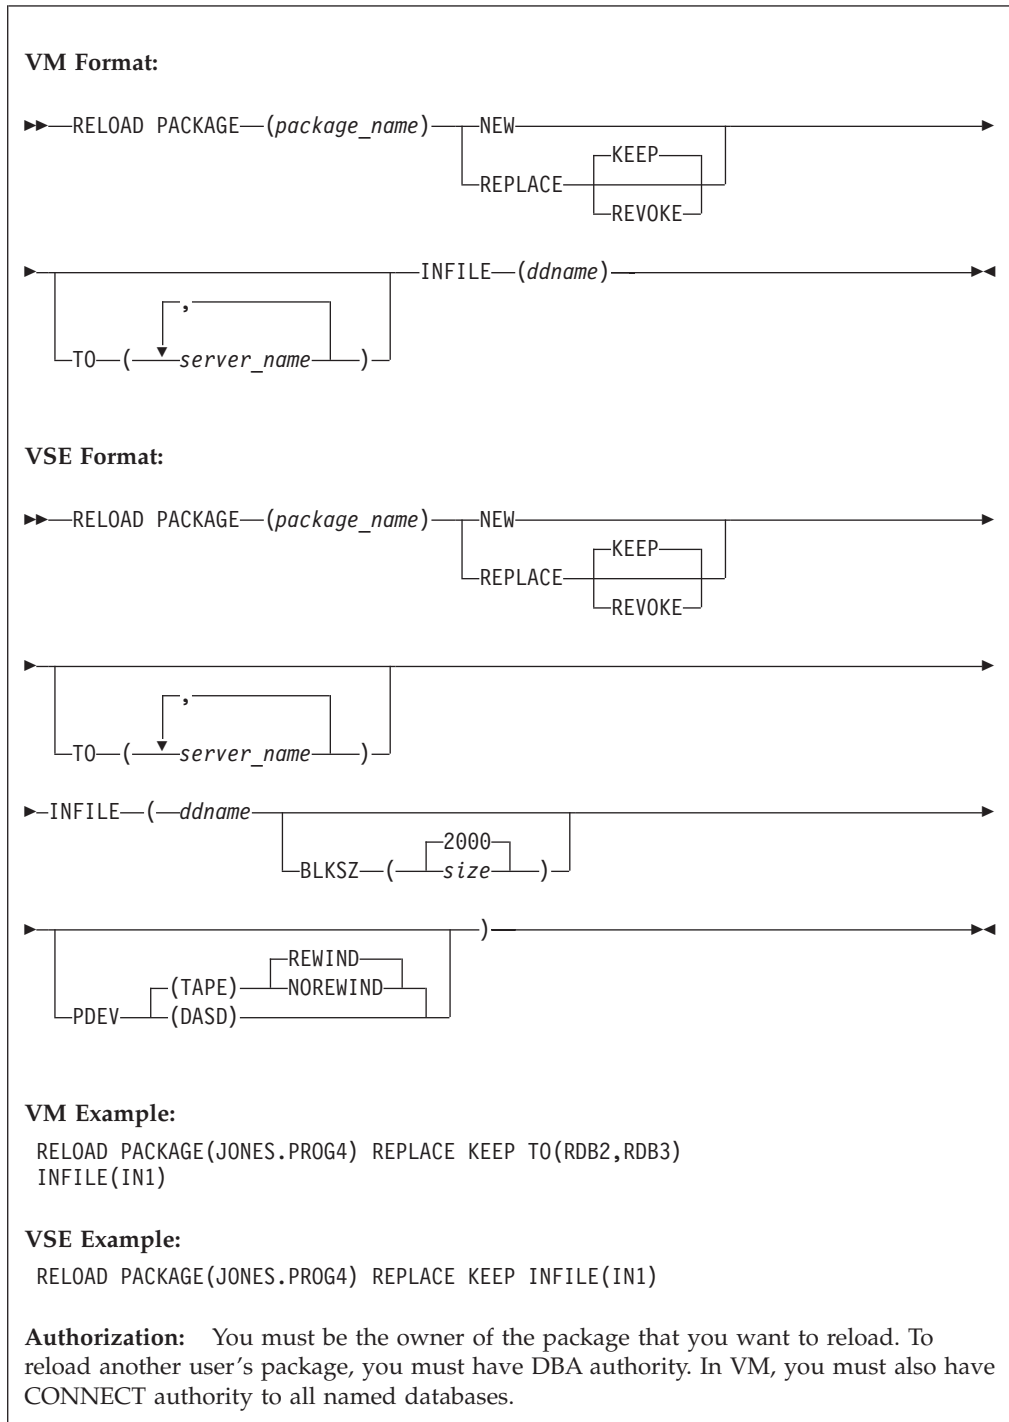 VM Format:
RELOAD PACKAGE (package_name) NEW
KEEP
REPLACE
REVOKE
INFILE (ddname)
,
TO ( server_name )
VSE Format:
RELOAD PACKAGE (package_name) NEW
KEEP
REPLACE
REVOKE
,
TO ( server_name )
INFILE ( ddname
2000
BLKSZ ( size )
)
REWIND
(TAPE) NOREWIND
PDEV (DASD)
VM Example:
RELOAD PACKAGE(JONES.PROG4) REPLACE KEEP TO(RDB2,RDB3)
INFILE(IN1)
VSE Example:
RELOAD PACKAGE(JONES.PROG4) REPLACE KEEP INFILE(IN1)
Authorization: You must be the owner of the package that you want to reload. To
reload another user's package, you must have DBA authority. In VM, you must also have
CONNECT authority to all named databases.